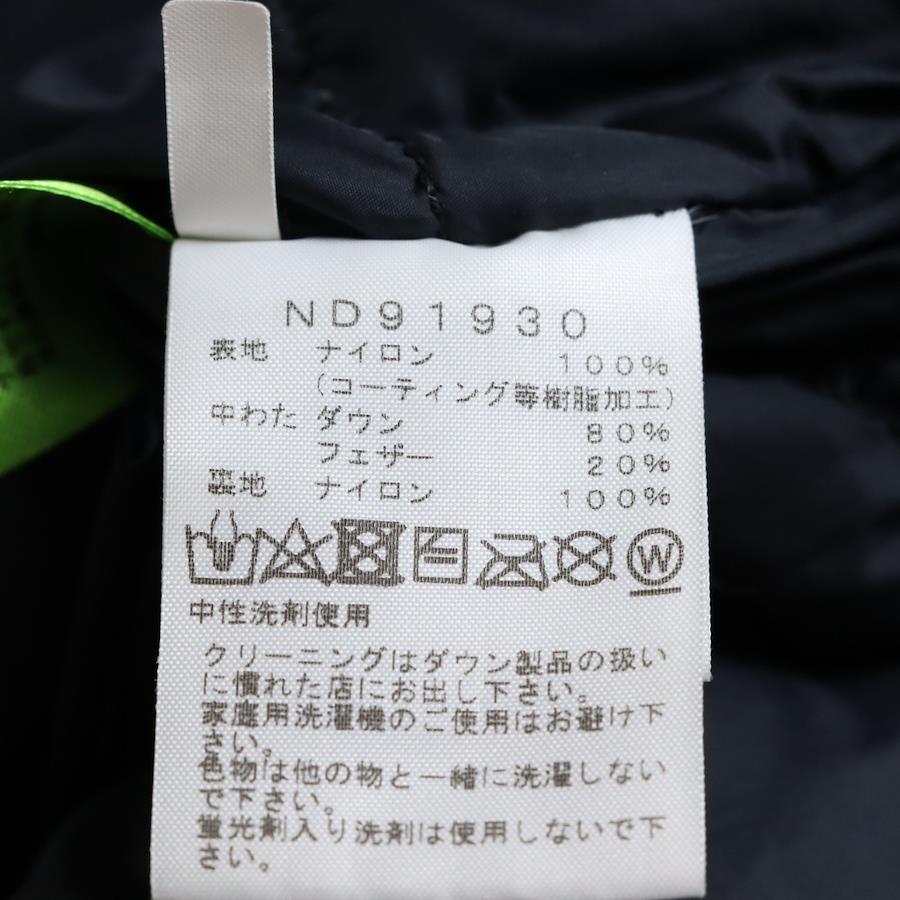 ND91930
表地 ナイロン 100%
(コーティング等樹脂加工)
中わた ダウン 80%
フェザー 20%
裏地 ナイロン 100%
W
中性洗剤使用
クリーニングはダウン製品の扱い
に慣れた店にお出し下さい。
家庭用洗濯機のご使用はお避け下
さい。
色物は他の物と一緒に洗濯しない
で下さい。
蛍光剤入り洗剤は使用しないで下
さい。